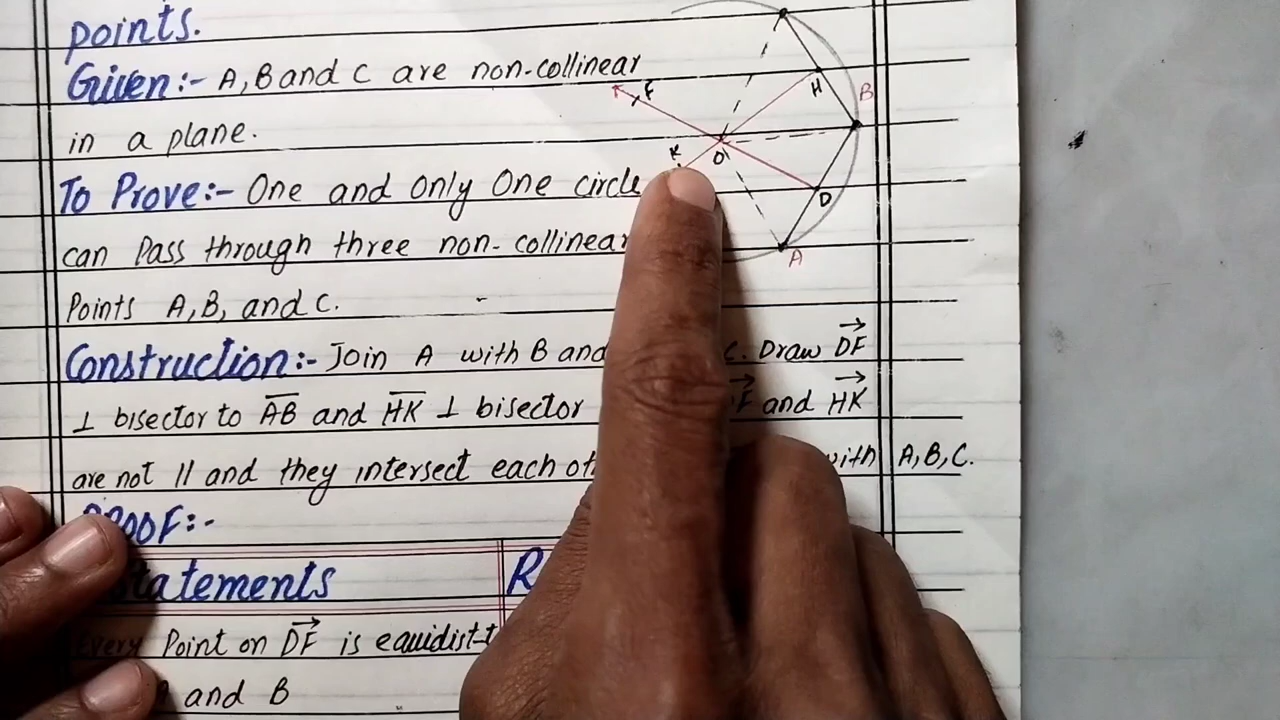 points.
Given:- A, B and C are non-collinear
in a plane.
To Prove:- One and only One circle
can Pass through three non-collinear
Points A, B, and C.
Construction:- Join A with B and C. Draw DF
⊥ bisector to AB and HK ⊥ bisector and HK
are not || and they intersect each with A,B,C.
PROOF:-
Statements R
Every Point on DF is equidist-t
and B
F
H
B
K
O
D
A